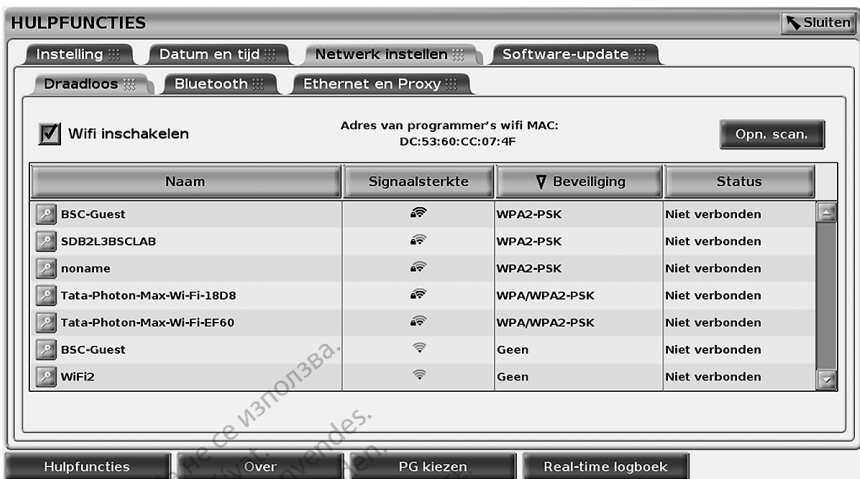 HULPFUNCTIES Sluiten
Instelling Datum en tijd Netwerk instellen Software-update
Draadloos Bluetooth Ethernet en Proxy
Wifi inschakelen
Adres van programmer's wifi MAC:
DC:53:60:CC:07:4F
Opn. scan.
Naam Signaalsterkte Beveiliging Status
BSC-Guest WPA2-PSK Niet verbonden
SDB2L3BSCLAB WPA2-PSK Niet verbonden
noname WPA2-PSK Niet verbonden
Tata-Photon-Max-Wi-Fi-18D8 WPA/WPA2-PSK Niet verbonden
Tata-Photon-Max-Wi-Fi-EF60 WPA/WPA2-PSK Niet verbonden
BSC-Guest Geen Niet verbonden
WiFi2 Geen Niet verbonden
не се използва.
Hulpfuncties Over PG kiezen Real-time logboek